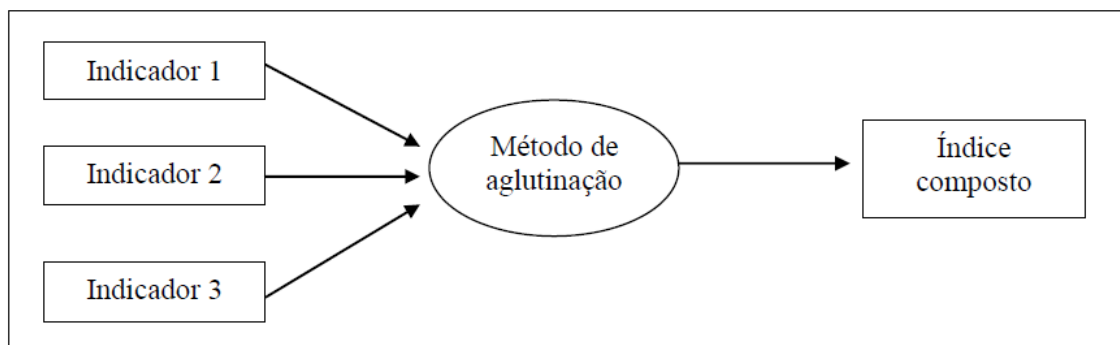 Indicador 1
Indicador 2
Indicador 3
Método de
aglutinação
Índice
composto